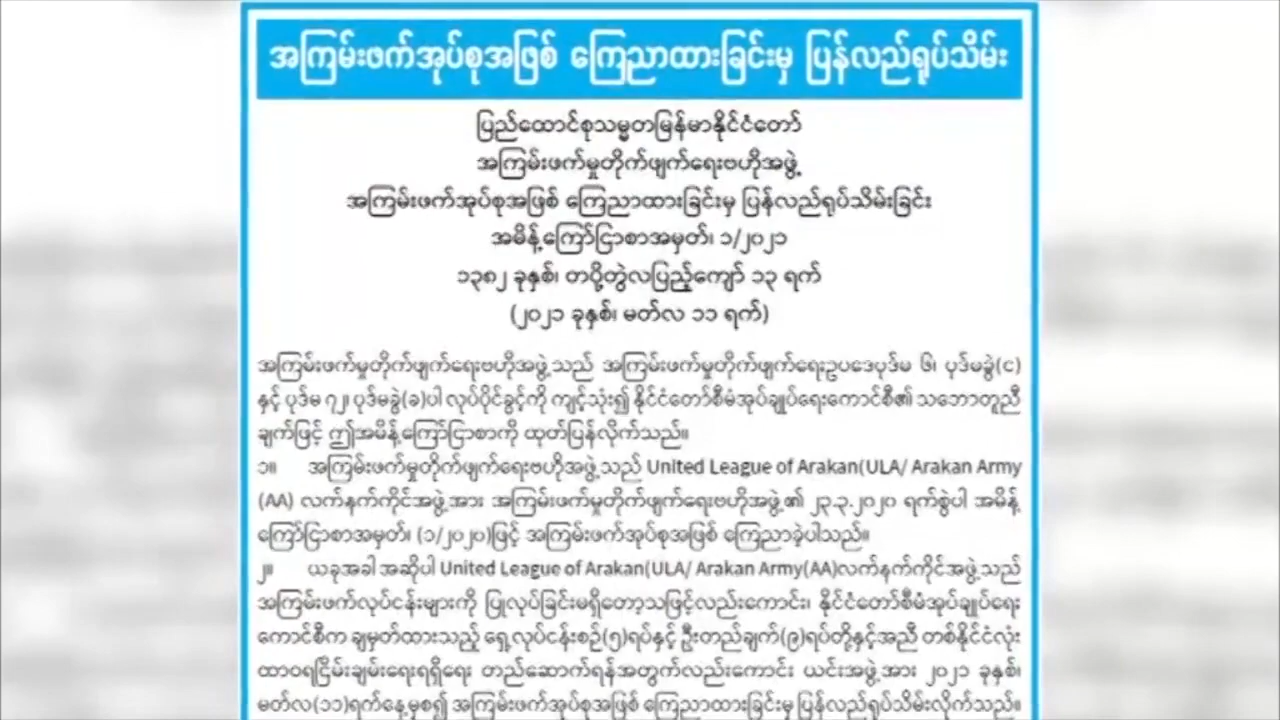 အကြမ်းဖက်အုပ်စုအဖြစ် ကြေညာထားခြင်းမှ ပြန်လည်ရုပ်သိမ်း
ပြည်ထောင်စုသမ္မတမြန်မာနိုင်ငံတော်
အကြမ်းဖက်မှုတိုက်ဖျက်ရေးဗဟိုအဖွဲ့
အကြမ်းဖက်အုပ်စုအဖြစ် ကြေညာထားခြင်းမှ ပြန်လည်ရုပ်သိမ်းခြင်း
အမိန့်ကြော်ငြာစာအမှတ်၊ ၁/၂၀၂၁
၁၃၈၂ ခုနှစ်၊ တပို့တွဲလပြည့်ကျော် ၁၃ ရက်
(၂၀၂၁ ခုနှစ်၊ မတ်လ ၁၁ ရက်)
အကြမ်းဖက်မှုတိုက်ဖျက်ရေးဗဟိုအဖွဲ့သည် အကြမ်းဖက်မှုတိုက်ဖျက်ရေးဥပဒေပုဒ်မ ၆၊ ပုဒ်မခွဲ(င)
နှင့် ပုဒ်မ ၇၂၊ ပုဒ်မခွဲ(ခ)ပါ လုပ်ပိုင်ခွင့်ကို ကျင့်သုံး၍ နိုင်ငံတော်စီမံအုပ်ချုပ်ရေးကောင်စီ၏ သဘောတူညီ
ချက်ဖြင့် ဤအမိန့်ကြော်ငြာစာကို ထုတ်ပြန်လိုက်သည်။
၁။ အကြမ်းဖက်မှုတိုက်ဖျက်ရေးဗဟိုအဖွဲ့သည် United League of Arakan(ULA/ Arakan Army
(AA) လက်နက်ကိုင်အဖွဲ့အား အကြမ်းဖက်မှုတိုက်ဖျက်ရေးဗဟိုအဖွဲ့၏ ၂၃.၃.၂၀၂၀ ရက်စွဲပါ အမိန့်
ကြော်ငြာစာအမှတ်၊ (၁/၂၀၂၀)ဖြင့် အကြမ်းဖက်အုပ်စုအဖြစ် ကြေညာခဲ့ပါသည်။
၂။ ယခုအခါ အဆိုပါ United League of Arakan(ULA/ Arakan Army(AA)လက်နက်ကိုင်အဖွဲ့သည်
အကြမ်းဖက်လုပ်ငန်းများကို ပြုလုပ်ခြင်းမရှိတော့သဖြင့်လည်းကောင်း၊ နိုင်ငံတော်စီမံအုပ်ချုပ်ရေး
ကောင်စီက ချမှတ်ထားသည့် ရှေ့လုပ်ငန်းစဉ်(၅)ရပ်နှင့် ဦးတည်ချက်(၉)ရပ်တို့နှင့်အညီ တစ်နိုင်ငံလုံး
ထာဝရငြိမ်းချမ်းရေးရရှိရေး တည်ဆောက်ရန်အတွက်လည်းကောင်း ယင်းအဖွဲ့အား ၂၀၂၁ ခုနှစ်၊
မတ်လ(၁၁)ရက်နေ့မှစ၍ အကြမ်းဖက်အုပ်စုအဖြစ် ကြေညာထားခြင်းမှ ပြန်လည်ရုပ်သိမ်းလိုက်သည်။